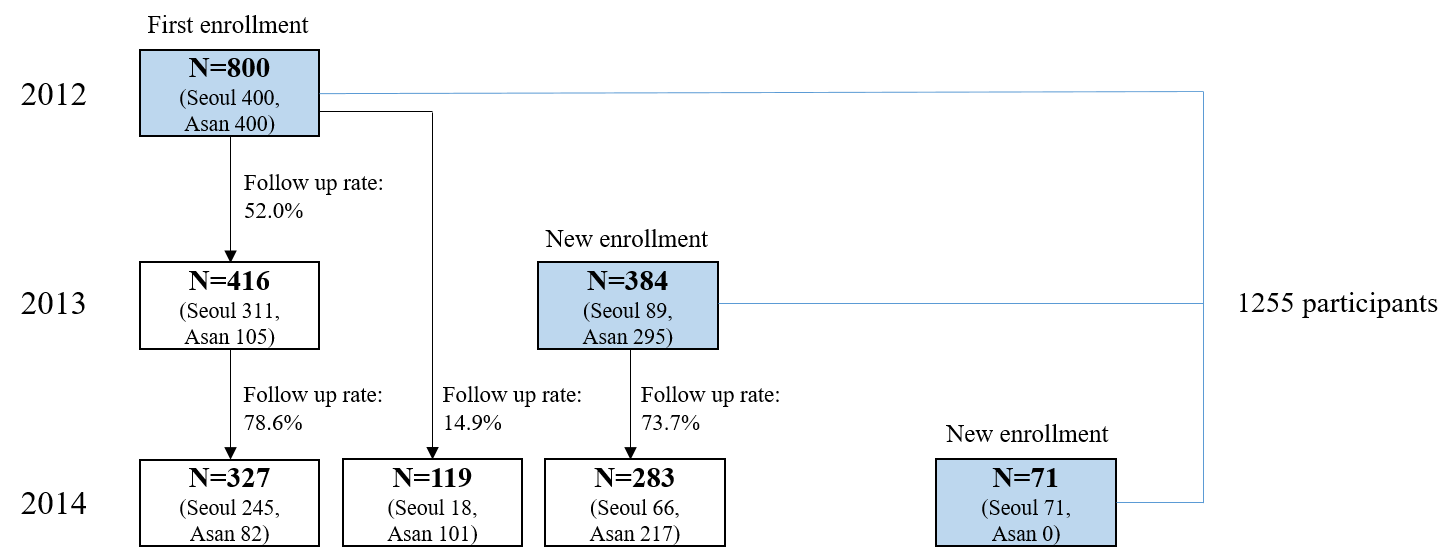 First enrollment
2012
N=800
(Seoul 400,
Asan 400)
Follow up rate:
52.0%
New enrollment
2013
N=416
(Seoul 311,
Asan 105)
N=384
(Seoul 89,
Asan 295)
1255 participants
Follow up rate:
78.6%
Follow up rate:
14.9%
Follow up rate:
73.7%
New enrollment
2014
N=327
(Seoul 245,
Asan 82)
N=119
(Seoul 18,
Asan 101)
N=283
(Seoul 66,
Asan 217)
N=71
(Seoul 71,
Asan 0)